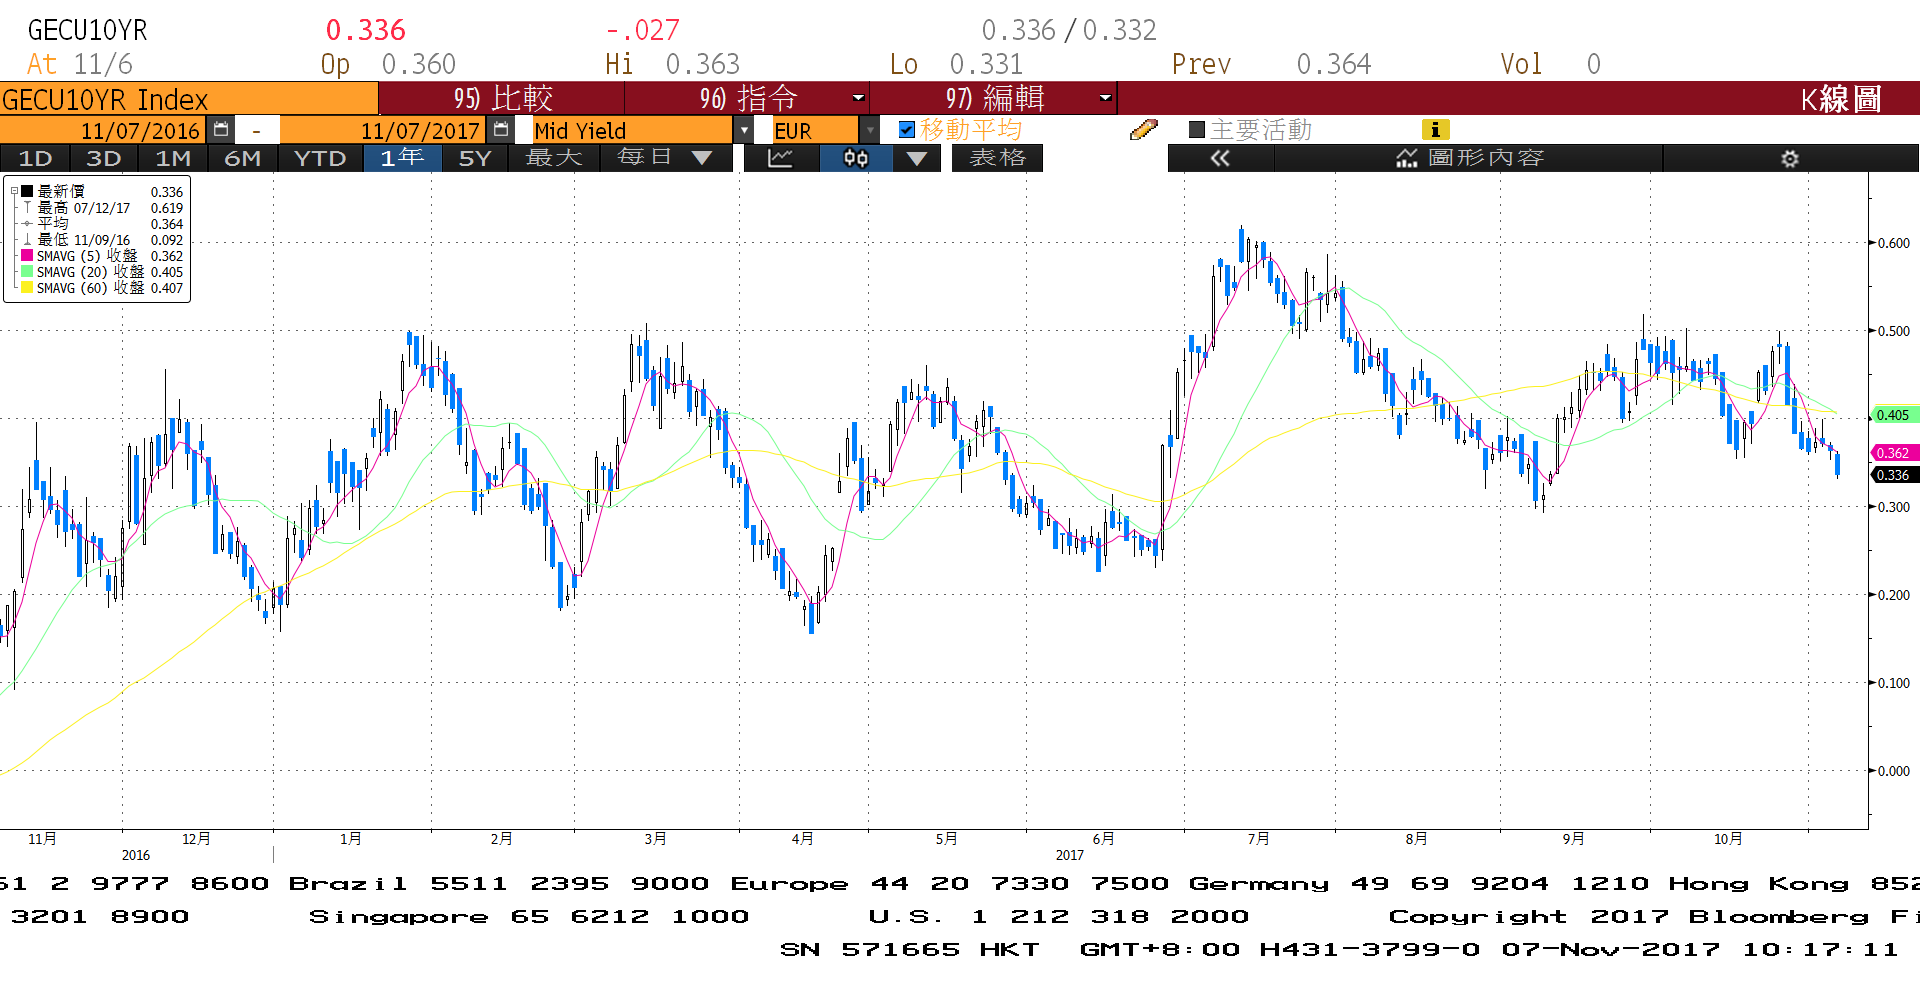 GECU10YR 0.336 -.027 0.336/0.332
At 11/6 Op 0.360 Hi 0.363 Lo 0.331 Prev 0.364 Vol 0
GECU10YR Index 95) 比較 96) 指令 97) 編輯 K線圖
11/07/2016 - 11/07/2017 Mid Yield EUR 移動平均 主要活動
1D 3D 1M 6M YTD 1年 5Y 最大 每日 表格 « 圖形內容
最新價 0.336
最高 07/12/17 0.619
平均 0.364
最低 11/09/16 0.092
SMAVG (5) 收盤 0.362
SMAVG (20) 收盤 0.405
SMAVG (60) 收盤 0.407
0.600
0.500
0.405
0.362
0.336
0.300
0.200
0.100
0.000
11月 12月 1月 2月 3月 4月 5月 6月 7月 8月 9月 10月
2016 2017
61 2 9777 8600 Brazil 5511 2395 9000 Europe 44 20 7330 7500 Germany 49 69 9204 1210 Hong Kong 852
3201 8900 Singapore 65 6212 1000 U.S. 1 212 318 2000 Copyright 2017 Bloomberg Fi
SN 571665 HKT GMT+8:00 H431-3799-0 07-Nov-2017 10:17:11